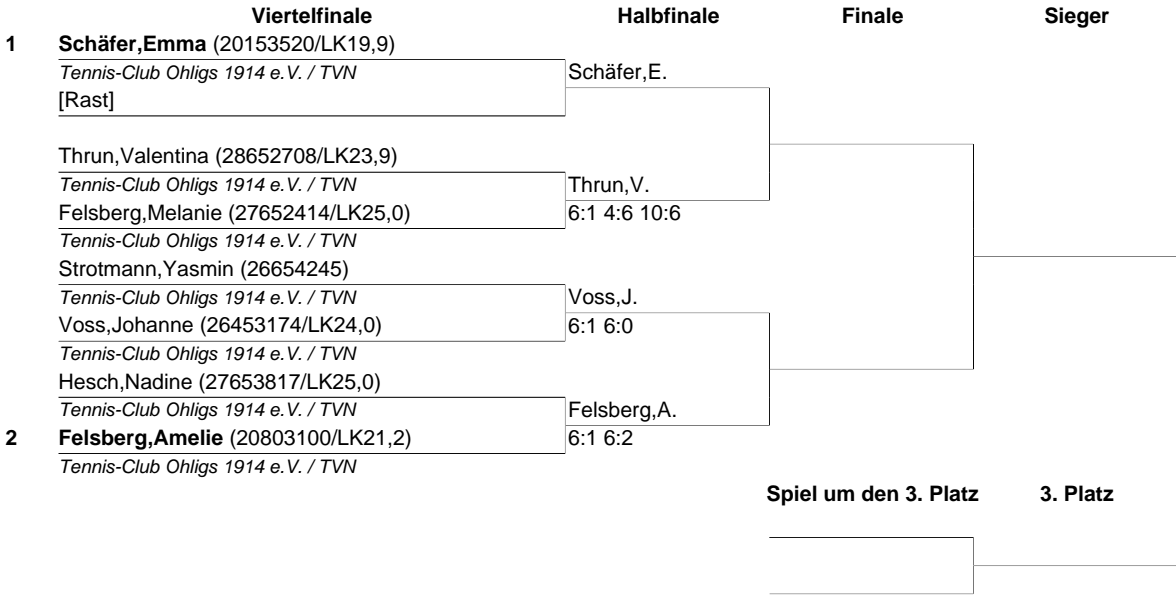 Viertelfinale Halbfinale Finale Sieger
1 Schäfer,Emma (20153520/LK19,9)
Tennis-Club Ohligs 1914 e.V. / TVN Schäfer,E.
[Rast]
Thrun,Valentina (28652708/LK23,9)
Tennis-Club Ohligs 1914 e.V. / TVN Thrun,V.
Felsberg,Melanie (27652414/LK25,0) 6:1 4:6 10:6
Tennis-Club Ohligs 1914 e.V. / TVN
Strotmann,Yasmin (26654245)
Tennis-Club Ohligs 1914 e.V. / TVN Voss,J.
Voss,Johanne (26453174/LK24,0) 6:1 6:0
Tennis-Club Ohligs 1914 e.V. / TVN
Hesch,Nadine (27653817/LK25,0)
Tennis-Club Ohligs 1914 e.V. / TVN Felsberg,A.
2 Felsberg,Amelie (20803100/LK21,2) 6:1 6:2
Tennis-Club Ohligs 1914 e.V. / TVN
Spiel um den 3. Platz 3. Platz